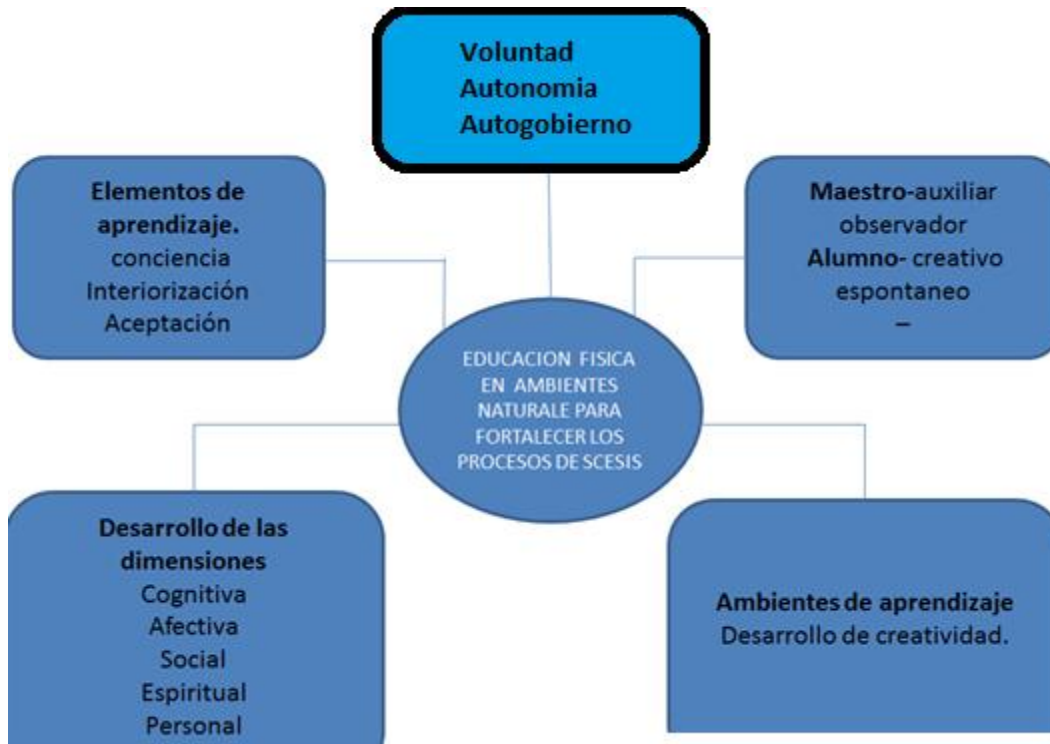 Voluntad
Autonomia
Autogobierno
Elementos de
aprendizaje.
conciencia
Interiorización
Aceptación
Maestro-auxiliar
observador
Alumno- creativo
espontaneo
–
EDUCACION FISICA
EN AMBIENTES
NATURALE PARA
FORTALECER LOS
PROCESOS DE SCESIS
Desarrollo de las
dimensiones
Cognitiva
Afectiva
Social
Espiritual
Personal
Ambientes de aprendizaje
Desarrollo de creatividad.